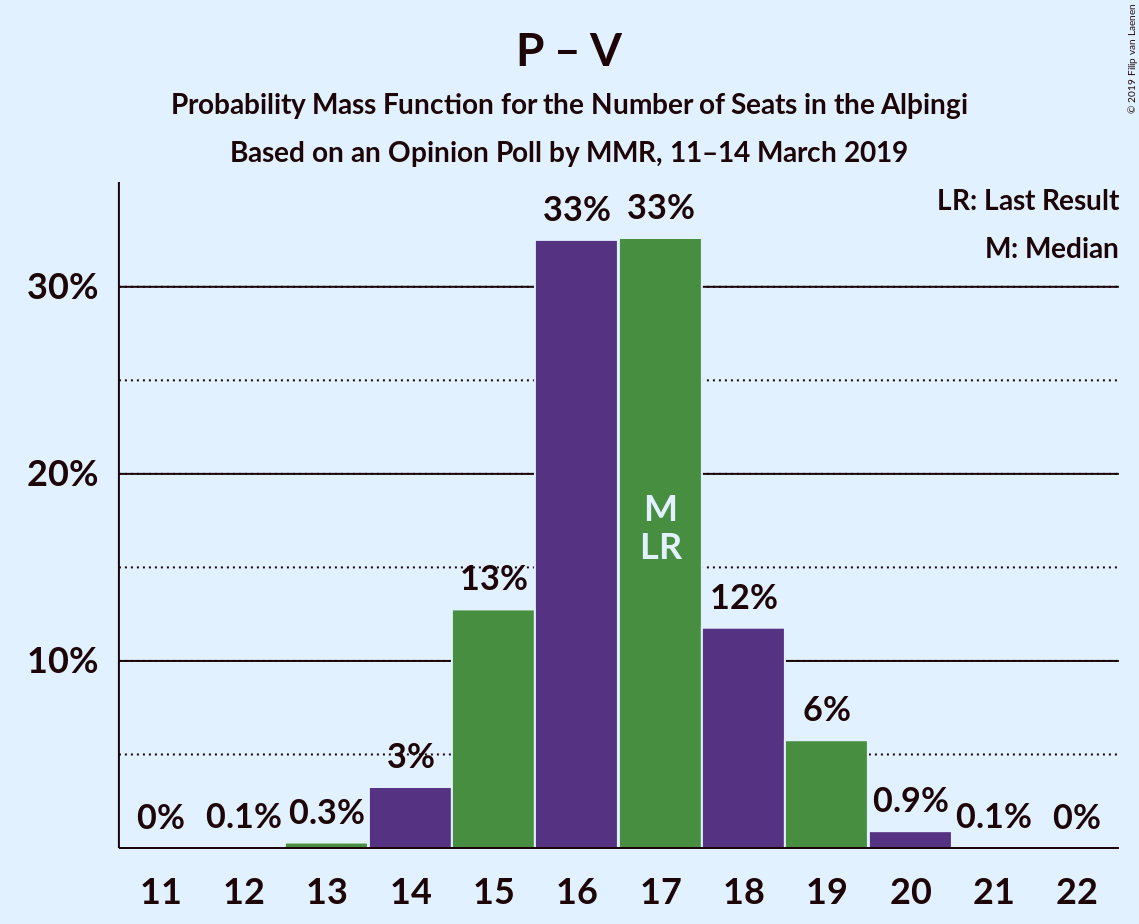 P – V
Probability Mass Function for the Number of Seats in the Alþingi
Based on an Opinion Poll by MMR, 11–14 March 2019
© 2019 Filip van Laenen
LR: Last Result
M: Median
33% 33%
30%
20%
M
LR
13% 12%
10%
6%
3%
0% 0.1% 0.3% 0.9% 0.1% 0%
11 12 13 14 15 16 17 18 19 20 21 22